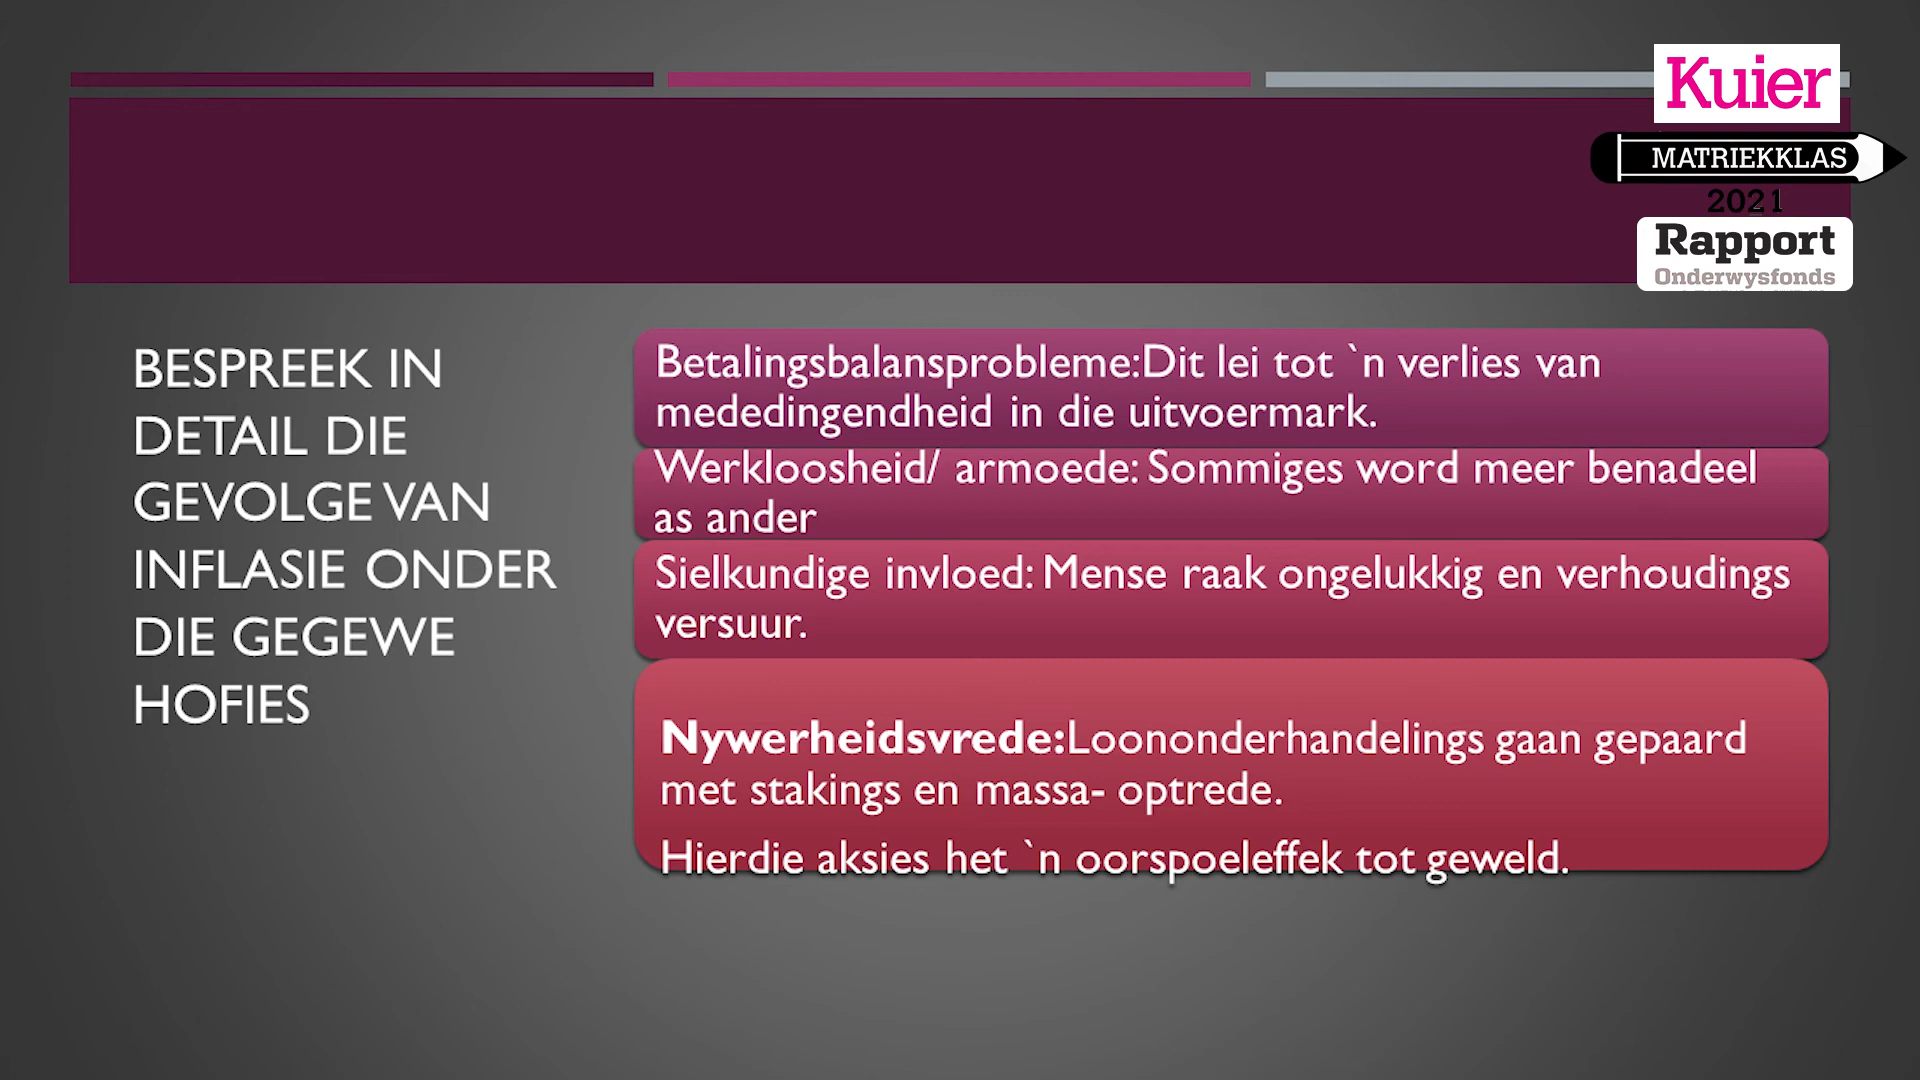 Kuier
MATRIEKKLAS
2021
Rapport
Onderwysfonds
BESPREEK IN
DETAIL DIE
GEVOLGE VAN
INFLASIE ONDER
DIE GEGEWE
HOFIES
Betalingsbalansprobleme:Dit lei tot `n verlies van
mededingendheid in die uitvoermark.
Werkloosheid/ armoede: Sommiges word meer benadeel
as ander
Sielkundige invloed: Mense raak ongelukkig en verhoudings
versuur.
Nywerheidsvrede:Loononderhandelings gaan gepaard
met stakings en massa- optrede.
Hierdie aksies het `n oorspoeleffek tot geweld.